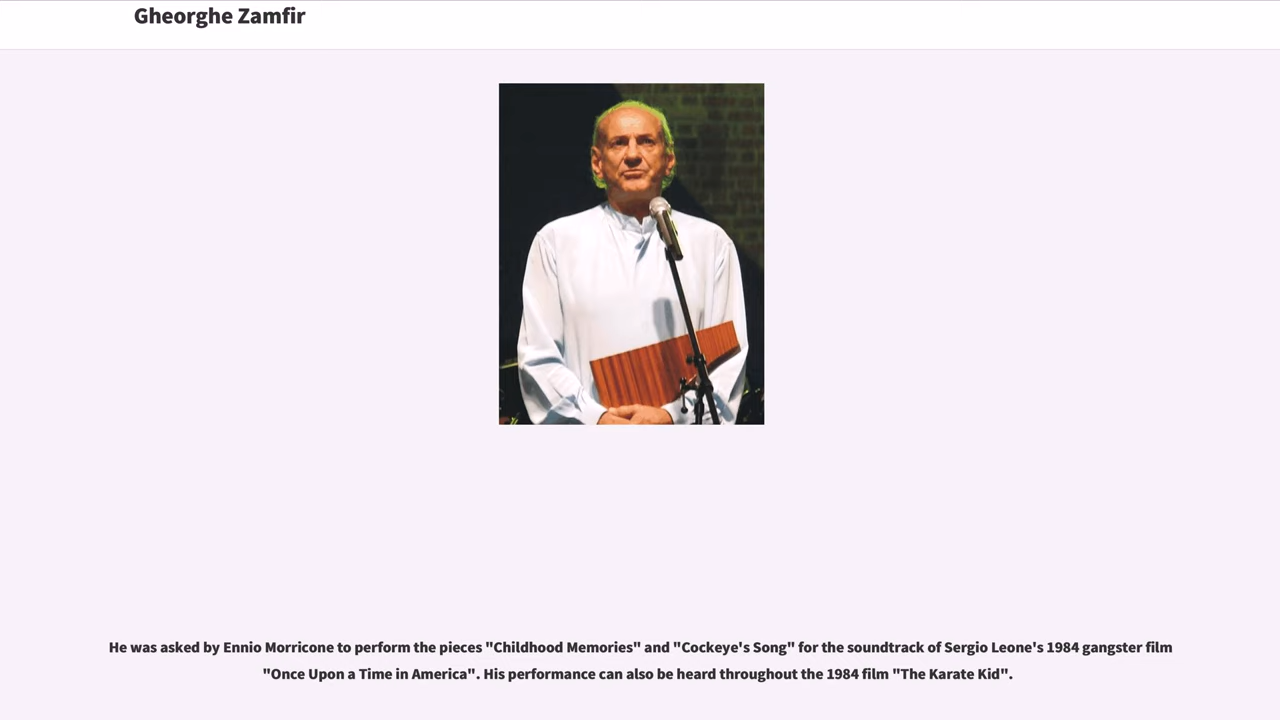 Gheorghe Zamfir
He was asked by Ennio Morricone to perform the pieces "Childhood Memories" and "Cockeye's Song" for the soundtrack of Sergio Leone's 1984 gangster film
"Once Upon a Time in America". His performance can also be heard throughout the 1984 film "The Karate Kid".